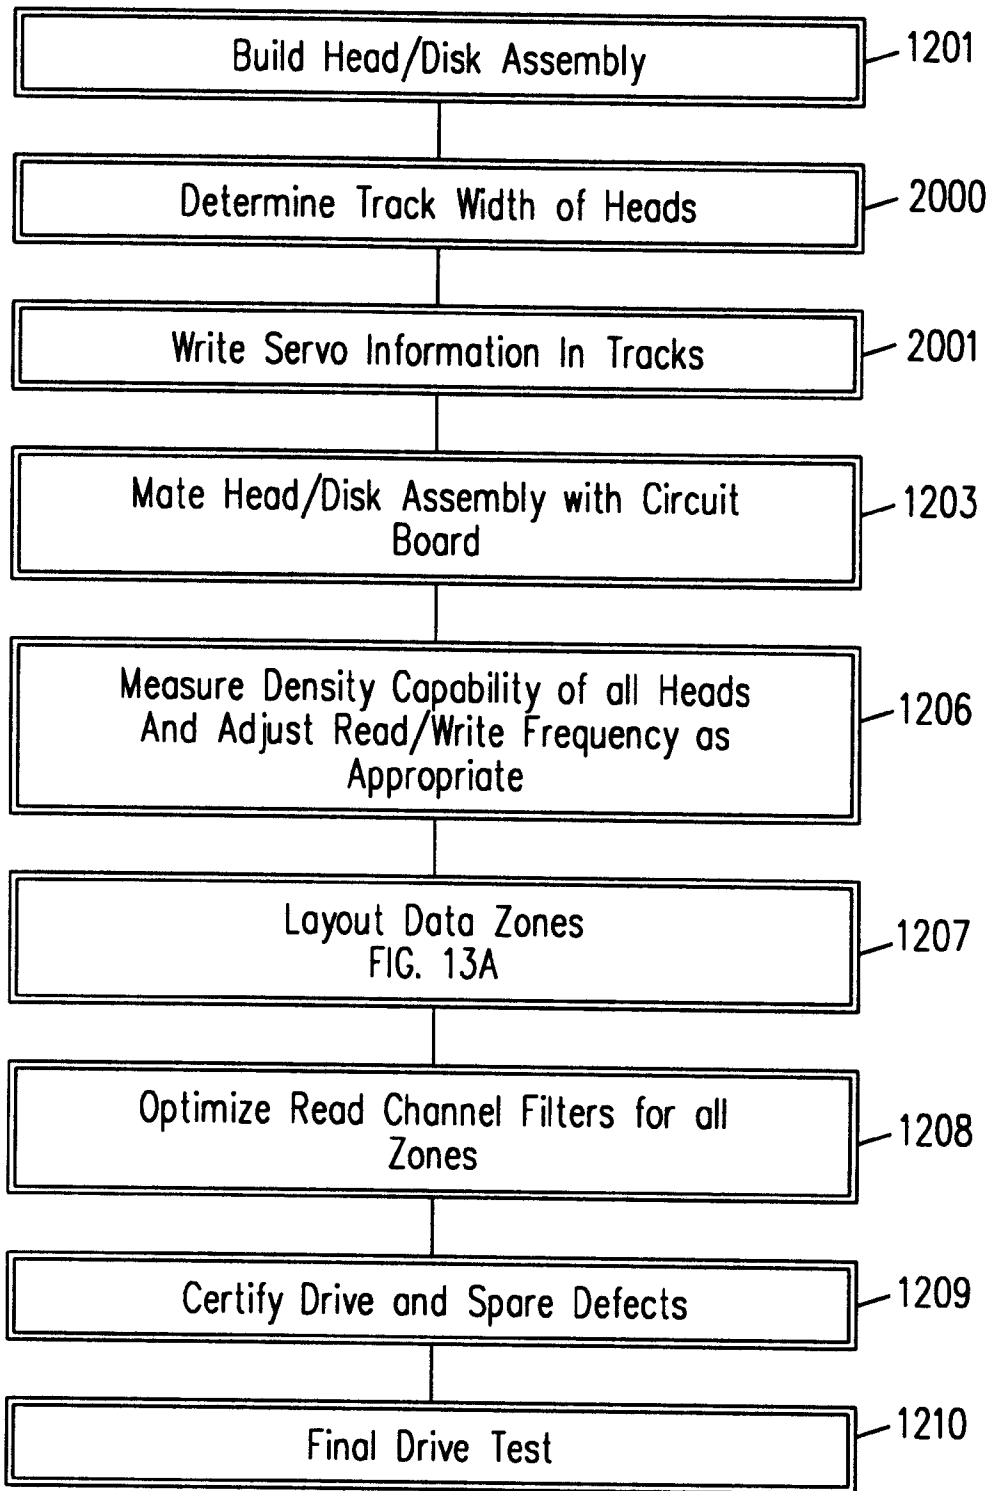 Build Head/Disk Assembly
1201
Determine Track Width of Heads
2000
Write Servo Information In Tracks
2001
Mate Head/Disk Assembly with Circuit
Board
1203
Measure Density Capability of all Heads
And Adjust Read/Write Frequency as
Appropriate
1206
Layout Data Zones
FIG. 13A
1207
Optimize Read Channel Filters for all
Zones
1208
Certify Drive and Spare Defects
1209
Final Drive Test
1210